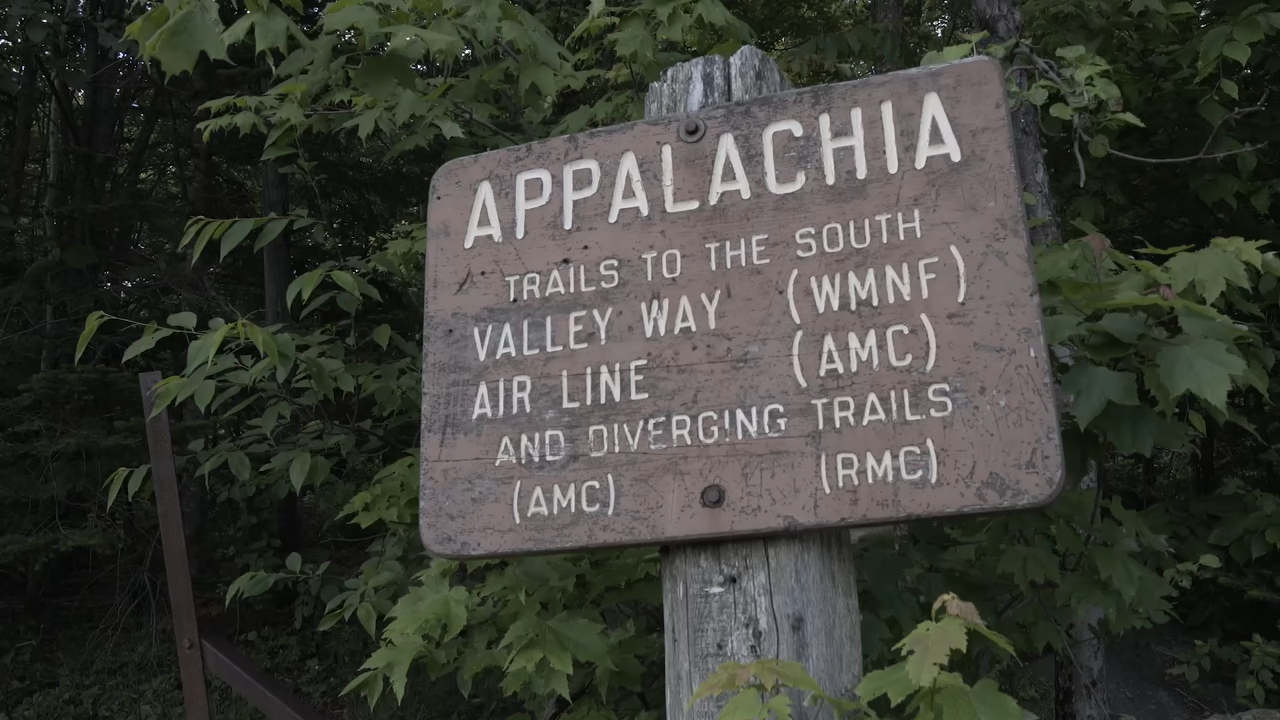 APPALACHIA
TRAILS TO THE SOUTH
VALLEY WAY (WMNF)
AIR LINE (AMC)
AND DIVERGING TRAILS
(AMC) (RMC)